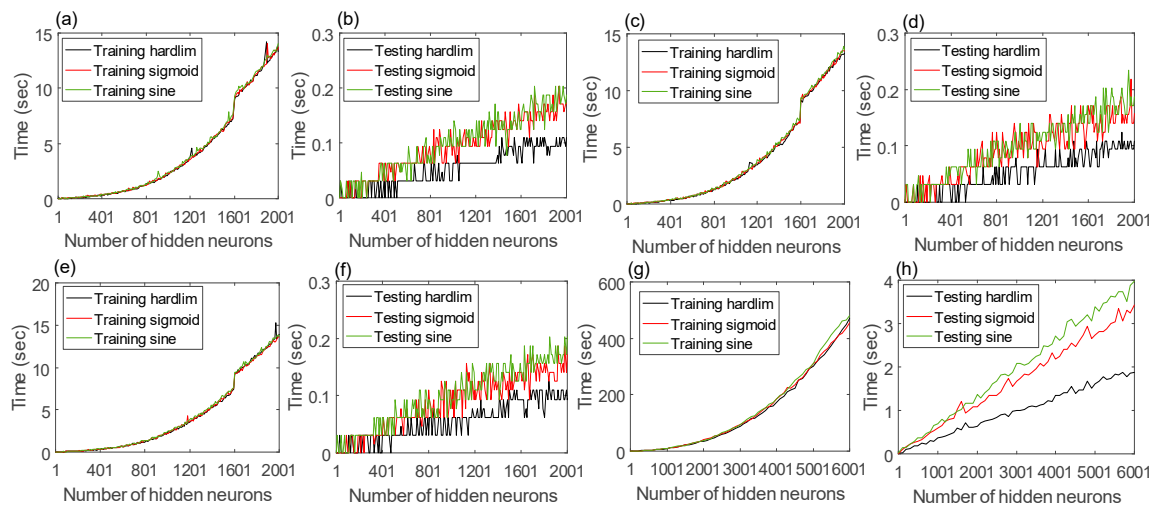 (a)
15
10
5
0
Time (sec)
Training hardlim
Training sigmoid
Training sine
1 401 801 1201 1601 2001
Number of hidden neurons
(b)
0.3
0.2
0.1
0
Time (sec)
Testing hardlim
Testing sigmoid
Testing sine
1 401 801 1201 1601 2001
Number of hidden neurons
(c)
15
10
5
0
Time (sec)
Training hardlim
Training sigmoid
Training sine
1 401 801 1201 1601 2001
Number of hidden neurons
(d)
0.3
0.2
0.1
0
Time (sec)
Testing hardlim
Testing sigmoid
Testing sine
1 401 801 1201 1601 2001
Number of hidden neurons
(e)
20
15
10
5
0
Time (sec)
Training hardlim
Training sigmoid
Training sine
1 401 801 1201 1601 2001
Number of hidden neurons
(f)
0.3
0.2
0.1
0
Time (sec)
Testing hardlim
Testing sigmoid
Testing sine
1 401 801 1201 1601 2001
Number of hidden neurons
(g)
600
400
200
0
Time (sec)
Training hardlim
Training sigmoid
Training sine
1 1001 2001 3001 4001 5001 6001
Number of hidden neurons
(h)
4
3
2
1
0
Time (sec)
Testing hardlim
Testing sigmoid
Testing sine
1 1001 2001 3001 4001 5001 6001
Number of hidden neurons